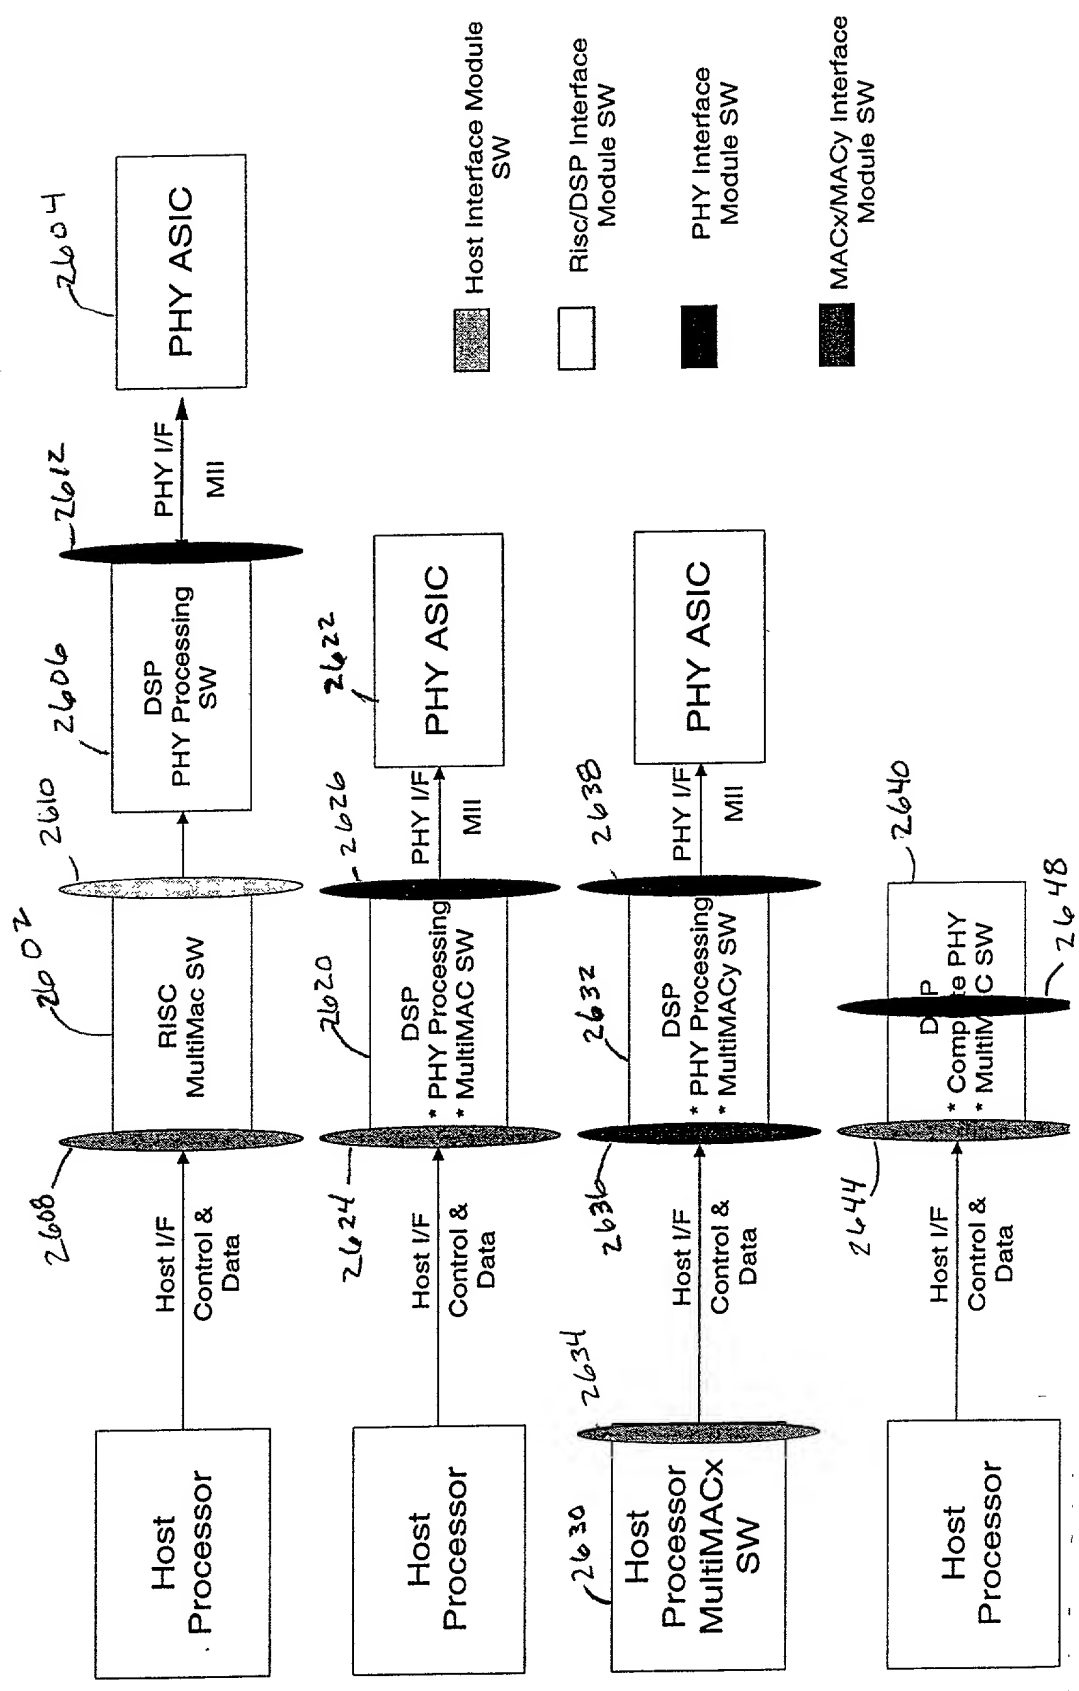 2604
PHY ASIC
2612
PHY I/F
MII
2606
DSP
PHY Processing
SW
2610
2602
RISC
MultiMac SW
2608
Host I/F
Control &
Data
Host
Processor
2622
PHY ASIC
2626
PHY I/F
MII
2620
DSP
* PHY Processing
* MultiMAC SW
2624
Host I/F
Control &
Data
Host
Processor
PHY ASIC
2638
PHY I/F
MII
2632
DSP
* PHY Processing
* MultiMACy SW
2636
Host I/F
Control &
Data
2634
2630
Host
Processor
MultiMACx
SW
2640
2648
* MultiM C SW
2644
Host I/F
Control &
Data
Host
Processor
Host Interface Module
SW
Risc/DSP Interface
Module SW
PHY Interface
Module SW
MACx/MACy Interface
Module SW